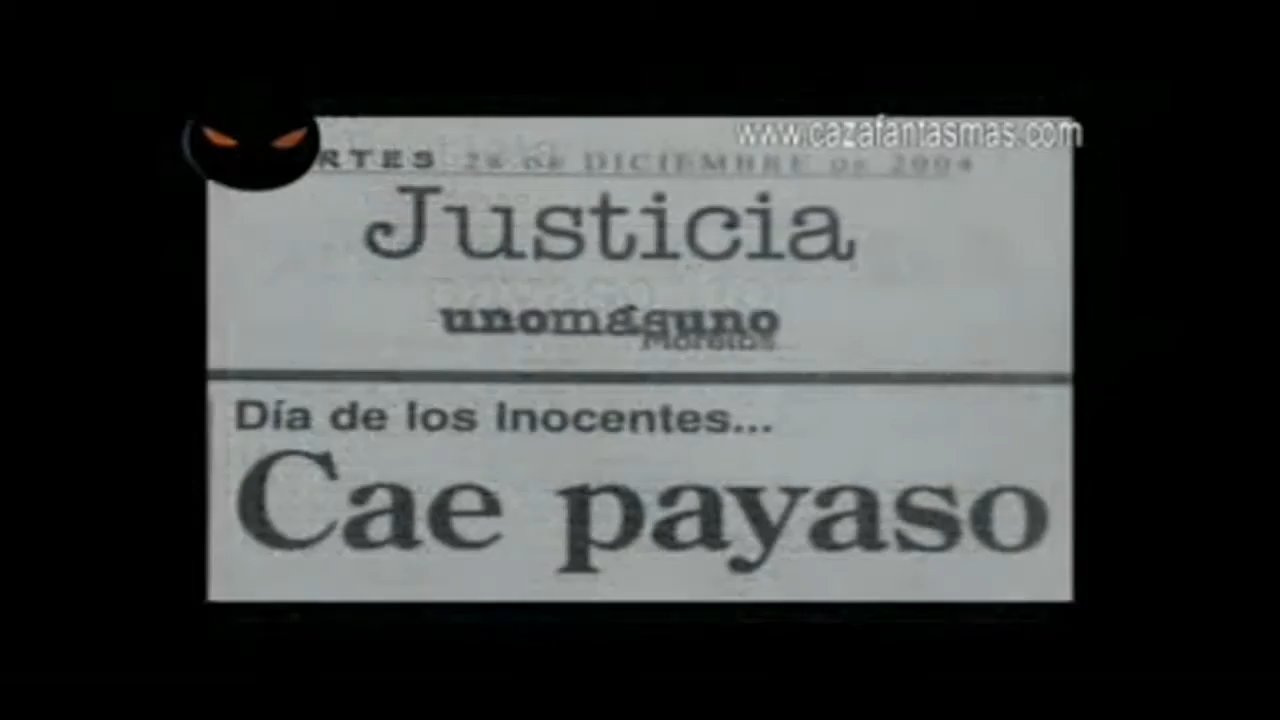 www.cazafantasmas.com
RTES 28 de DICIEMBRE de 2004
Justicia
unomásuno
Morelos
Día de los Inocentes...
Cae payaso